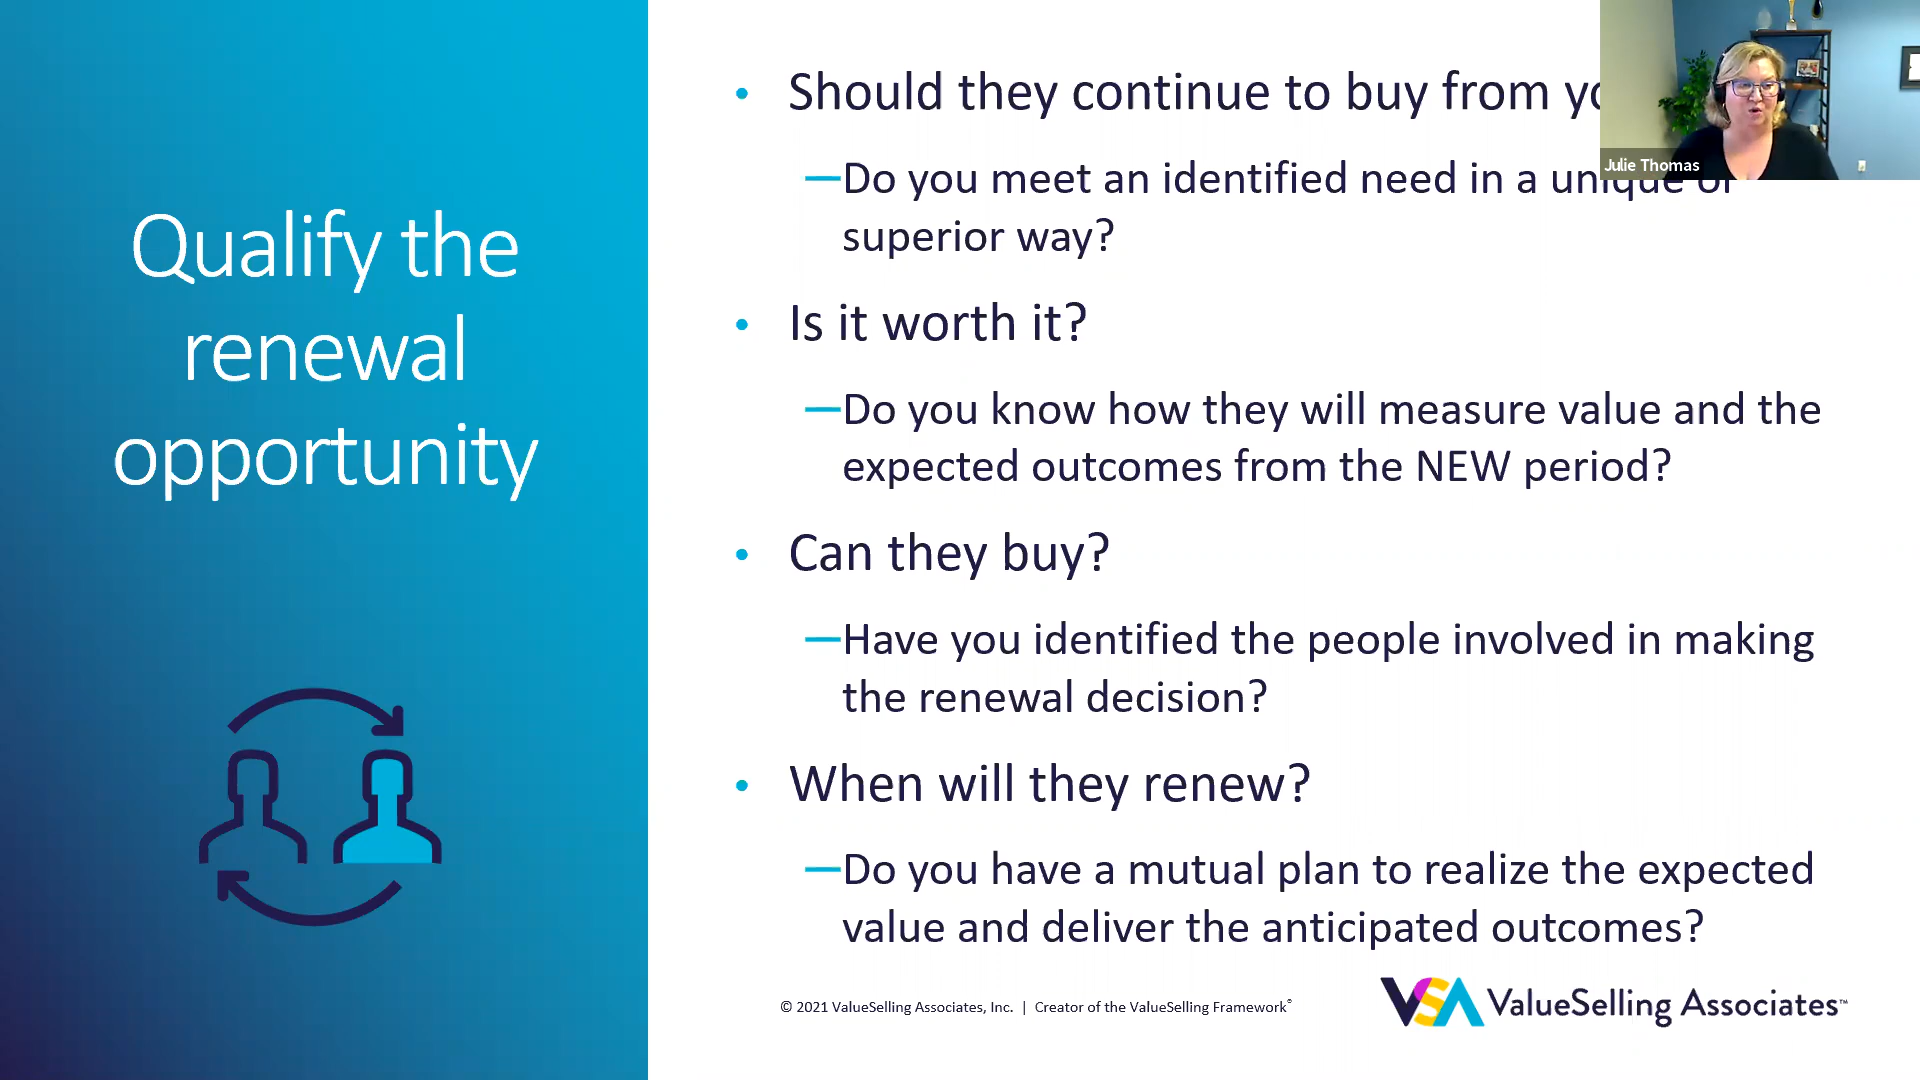 Qualify the
renewal
opportunity
Should they continue to buy from
Julie Thomas
—Do you meet an identified need in a unique or
superior way?
Is it worth it?
—Do you know how they will measure value and the
expected outcomes from the NEW period?
Can they buy?
—Have you identified the people involved in making
the renewal decision?
When will they renew?
—Do you have a mutual plan to realize the expected
value and deliver the anticipated outcomes?
© 2021 ValueSelling Associates, Inc. | Creator of the ValueSelling Framework®
VSA ValueSelling Associates™